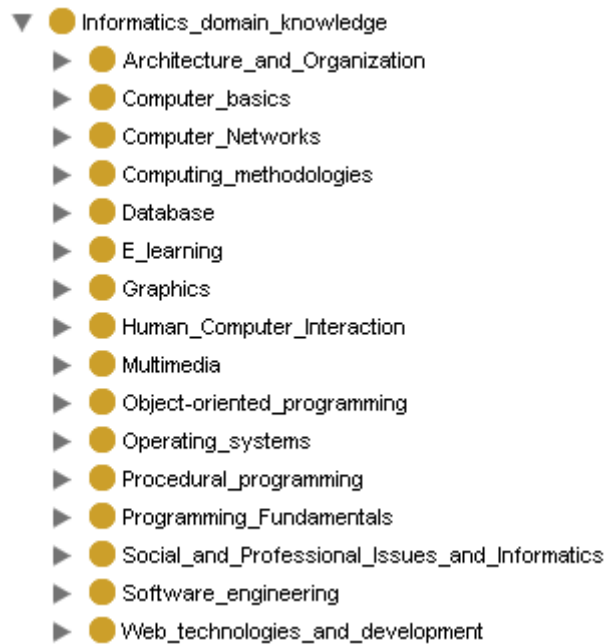 Informatics_domain_knowledge
Architecture_and_Organization
Computer_basics
Computer_Networks
Computing_methodologies
Database
E_learning
Graphics
Human_Computer_Interaction
Multimedia
Object-oriented_programming
Operating_systems
Procedural_programming
Programming_Fundamentals
Social_and_Professional_Issues_and_Informatics
Software_engineering
Web_technologies_and_development